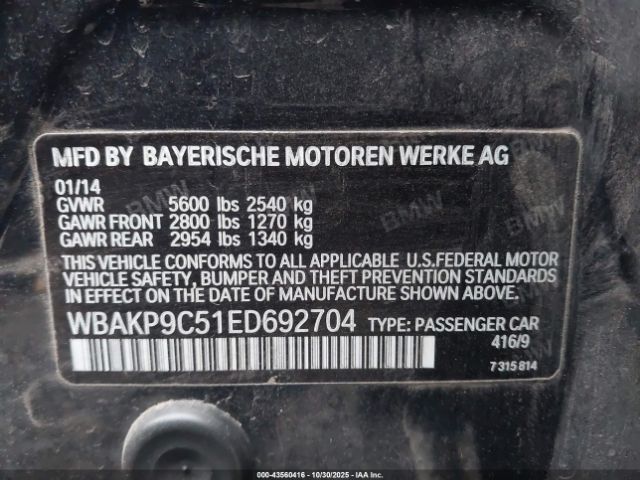 MFD BY BAYERISCHE MOTOREN WERKE AG
01/14
GVWR 5600 lbs 2540 kg
GAWR FRONT 2800 lbs 1270 kg
GAWR REAR 2954 lbs 1340 kg
THIS VEHICLE CONFORMS TO ALL APPLICABLE U.S.FEDERAL MOTOR
VEHICLE SAFETY, BUMPER AND THEFT PREVENTION STANDARDS
IN EFFECT ON THE DATE OF MANUFACTURE SHOWN ABOVE.
WBAKP9C51ED692704 TYPE: PASSENGER CAR
416/9
7 315 814
000-43560416 - 10/30/2025 - IAA Inc.